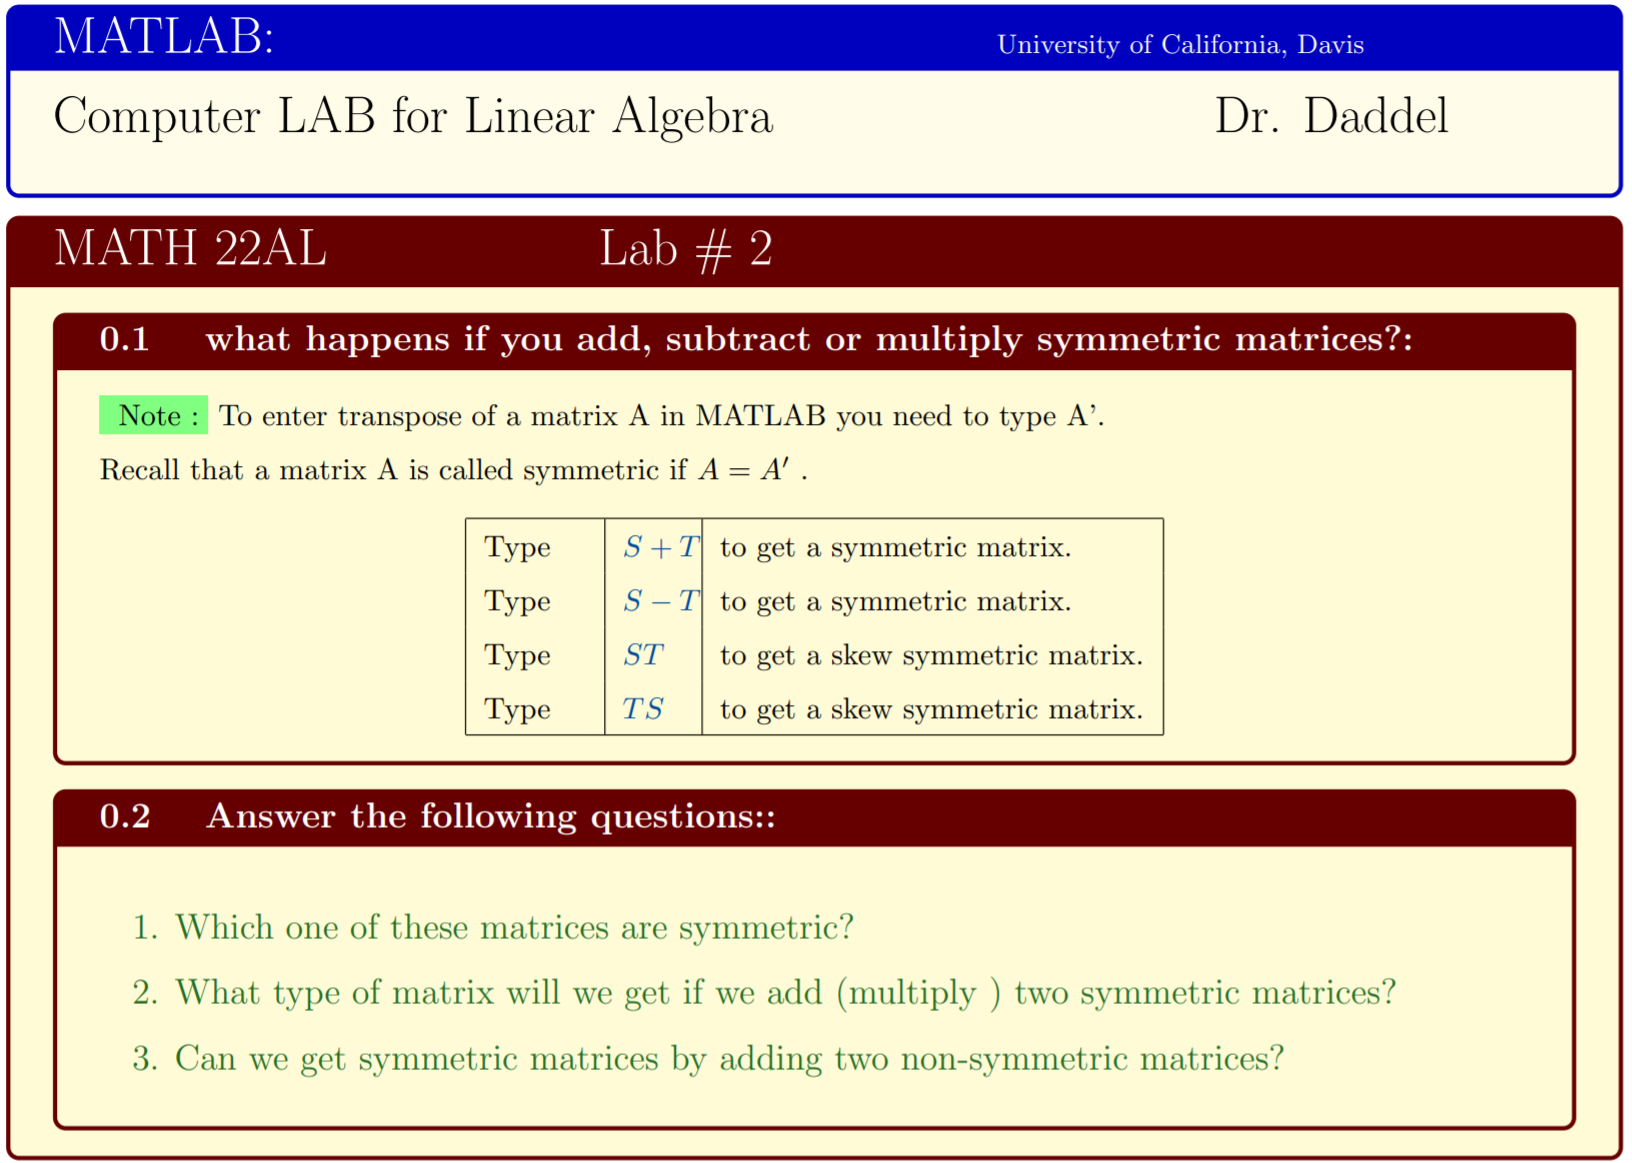 MATLAB: University of California, Davis
Computer LAB for Linear Algebra Dr. Daddel
MATH 22AL Lab # 2
0.1 what happens if you add, subtract or multiply symmetric matrices?:
Note : To enter transpose of a matrix A in MATLAB you need to type A’.
Recall that a matrix A is called symmetric if A = A′ .
Type S + T to get a symmetric matrix.
Type S − T to get a symmetric matrix.
Type ST to get a skew symmetric matrix.
Type TS to get a skew symmetric matrix.
0.2 Answer the following questions::
1. Which one of these matrices are symmetric?
2. What type of matrix will we get if we add (multiply ) two symmetric matrices?
3. Can we get symmetric matrices by adding two non-symmetric matrices?